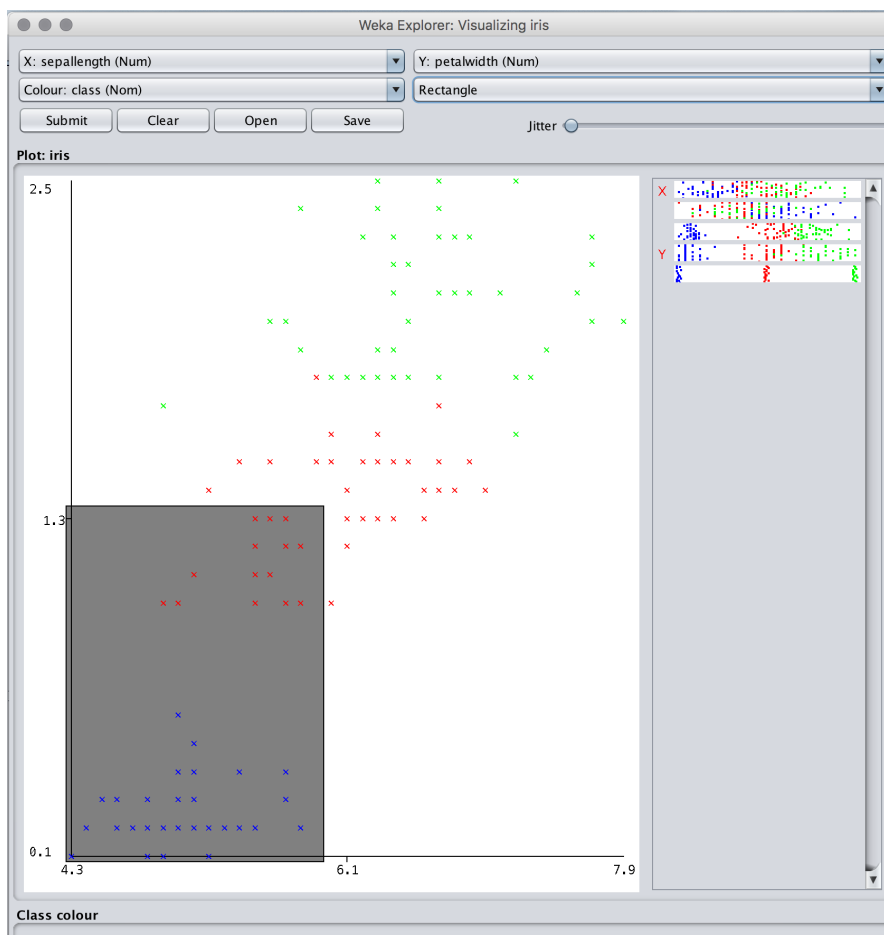 Weka Explorer: Visualizing iris
X: sepallength (Num) Y: petalwidth (Num)
Colour: class (Nom) Rectangle
Submit Clear Open Save Jitter
Plot: iris
2.5
X
Y
1.3
0.1
4.3 6.1 7.9
Class colour